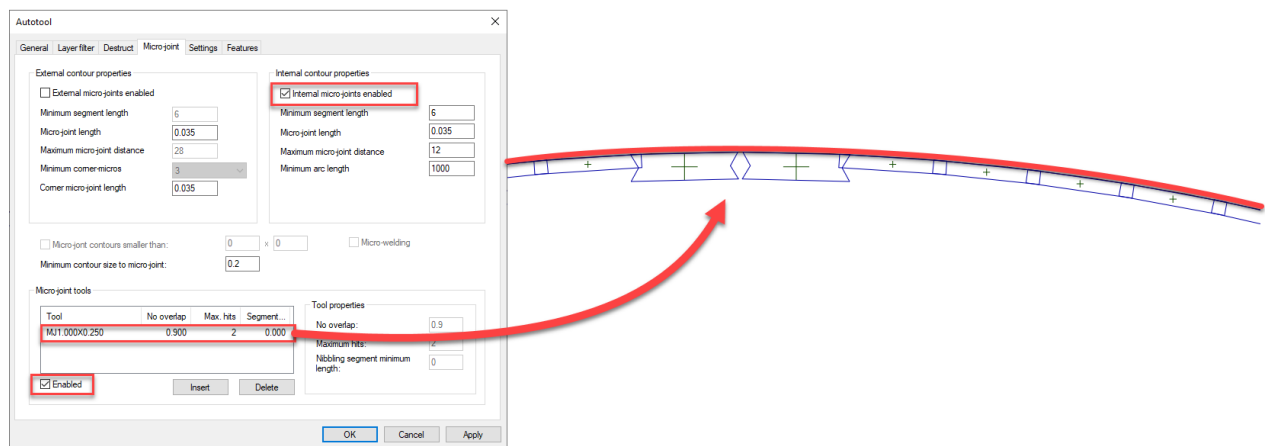 Autotool
General Layer filter Destruct Micro-joint Settings Features
External contour properties
External micro-joints enabled
Minimum segment length 6
Micro-joint length 0.035
Maximum micro-joint distance 28
Minimum corner-micros 3
Corner micro-joint length 0.035
Internal contour properties
Internal micro-joints enabled
Minimum segment length 6
Micro-joint length 0.035
Maximum micro-joint distance 12
Minimum arc length 1000
Micro-joint contours smaller than: 0 x 0 Micro-welding
Minimum contour size to micro-joint: 0.2
Micro-joint tools
Tool No overlap Max. hits Segment...
MJ1.000X0.250 0.900 2 0.000
Enabled Insert Delete
Tool properties
No overlap: 0.9
Maximum hits: 2
Nibbling segment minimum
length: 0
OK Cancel Apply